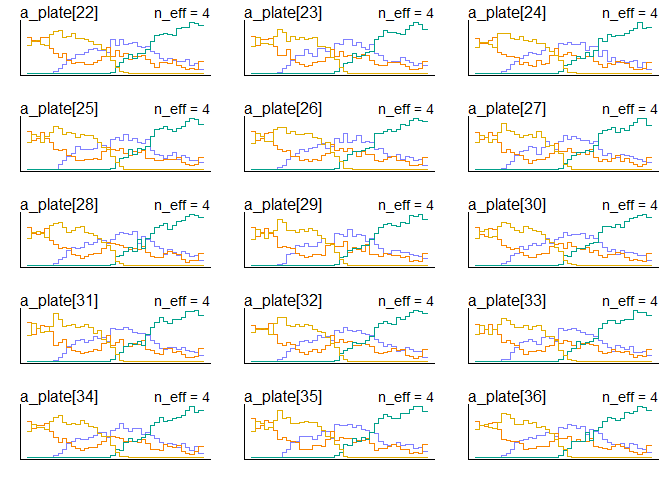 a_plate[22] n_eff = 4 a_plate[23] n_eff = 4 a_plate[24] n_eff = 4
a_plate[25] n_eff = 4 a_plate[26] n_eff = 4 a_plate[27] n_eff = 4
a_plate[28] n_eff = 4 a_plate[29] n_eff = 4 a_plate[30] n_eff = 4
a_plate[31] n_eff = 4 a_plate[32] n_eff = 4 a_plate[33] n_eff = 4
a_plate[34] n_eff = 4 a_plate[35] n_eff = 4 a_plate[36] n_eff = 4